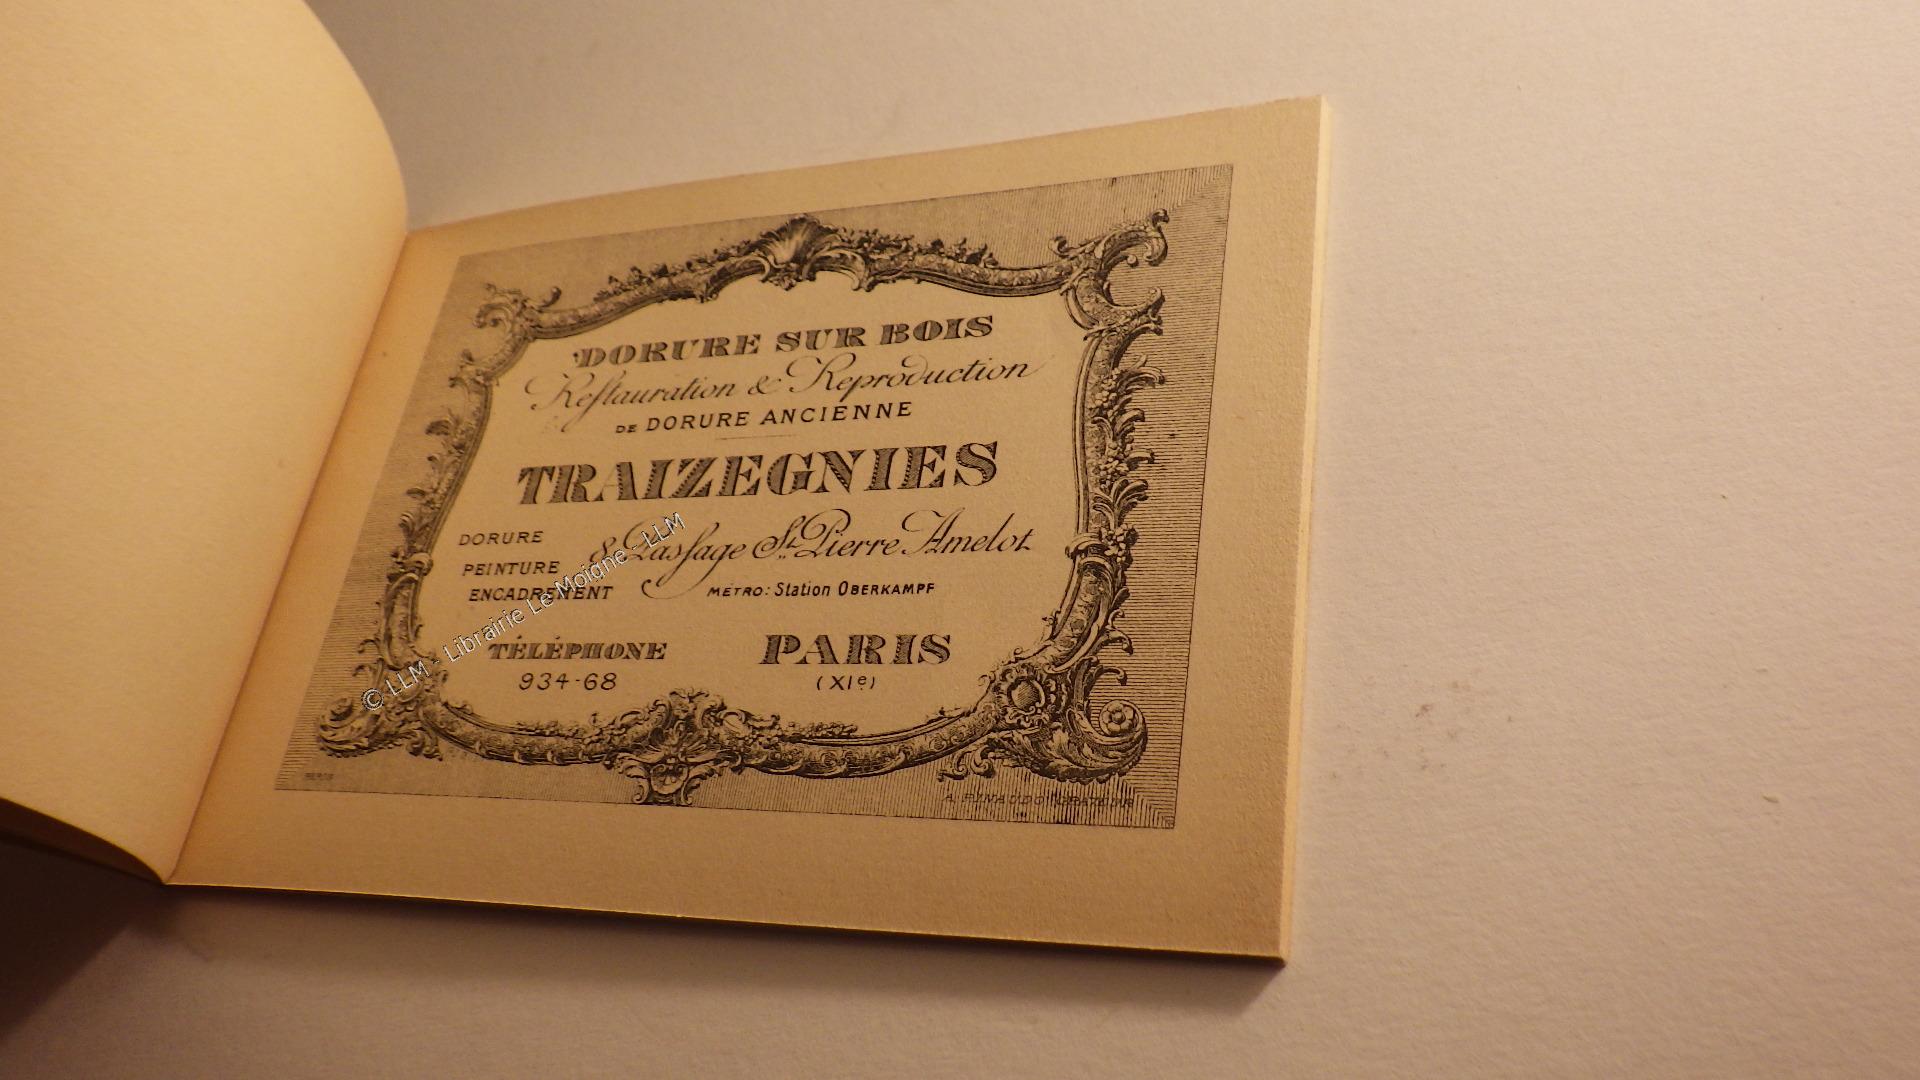 DORURE SUR BOIS
Restauration & Reproduction
DE DORURE ANCIENNE
TRAIZEGNIES
DORURE
PEINTURE
ENCADREMENT
8. Passage St. Pierre Amelot
MÉTRO: Station OBERKAMPF
TÉLÉPHONE
934-68
PARIS
(XIe)
© LLM - Librairie Le Moigne - LLM